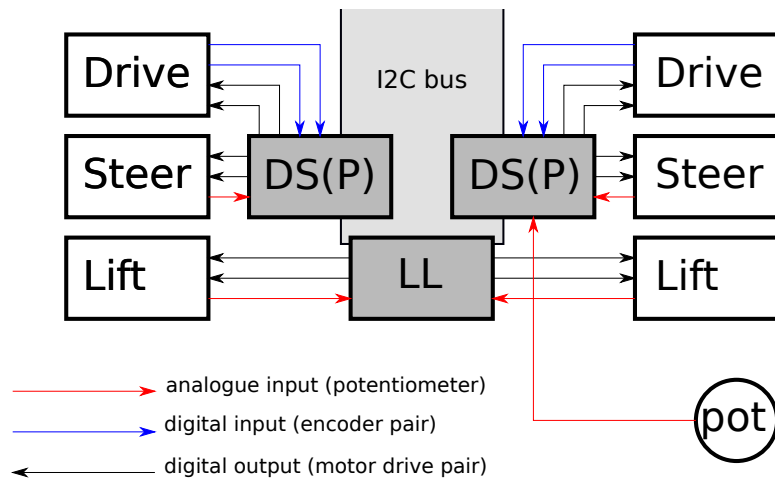 Drive
I2C bus
Drive
Steer
DS(P)
DS(P)
Steer
Lift
LL
Lift
analogue input (potentiometer)
digital input (encoder pair)
digital output (motor drive pair)
pot